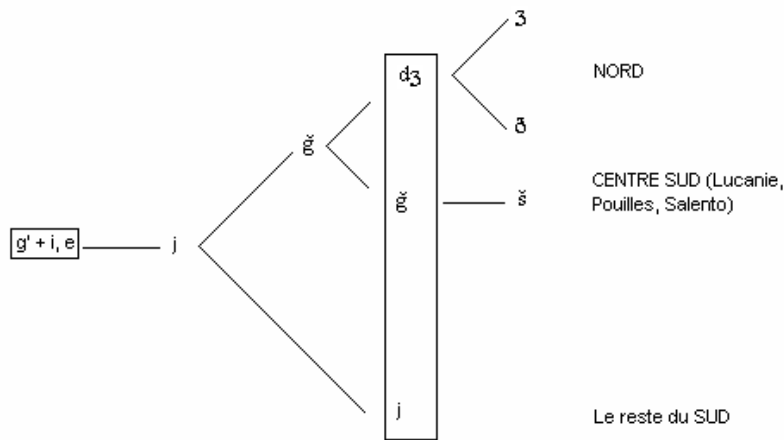 ʒ
dʒ
NORD
ğ
ð
CENTRE SUD (Lucanie,
ğ
š
Pouilles, Salento)
g' + i, e
j
j
Le reste du SUD